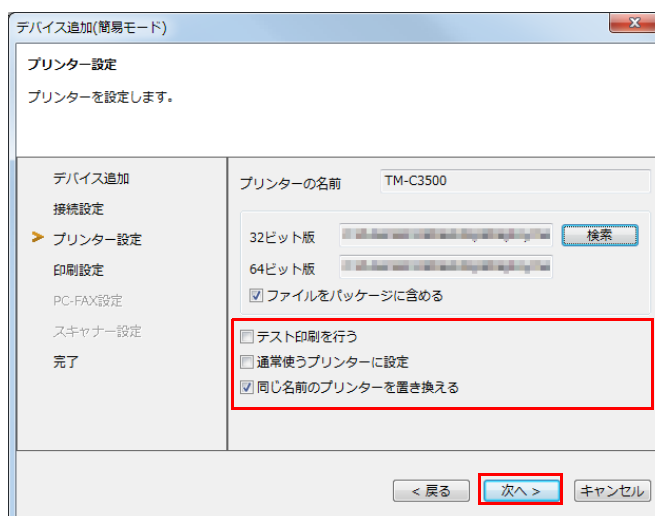 デバイス追加(簡易モード)
プリンター設定
プリンターを設定します。
デバイス追加
接続設定
プリンター設定
印刷設定
PC-FAX設定
スキャナー設定
完了
プリンターの名前 TM-C3500
32ビット版 検索
64ビット版
ファイルをパッケージに含める
テスト印刷を行う
通常使うプリンターに設定
同じ名前のプリンターを置き換える
< 戻る 次へ > キャンセル